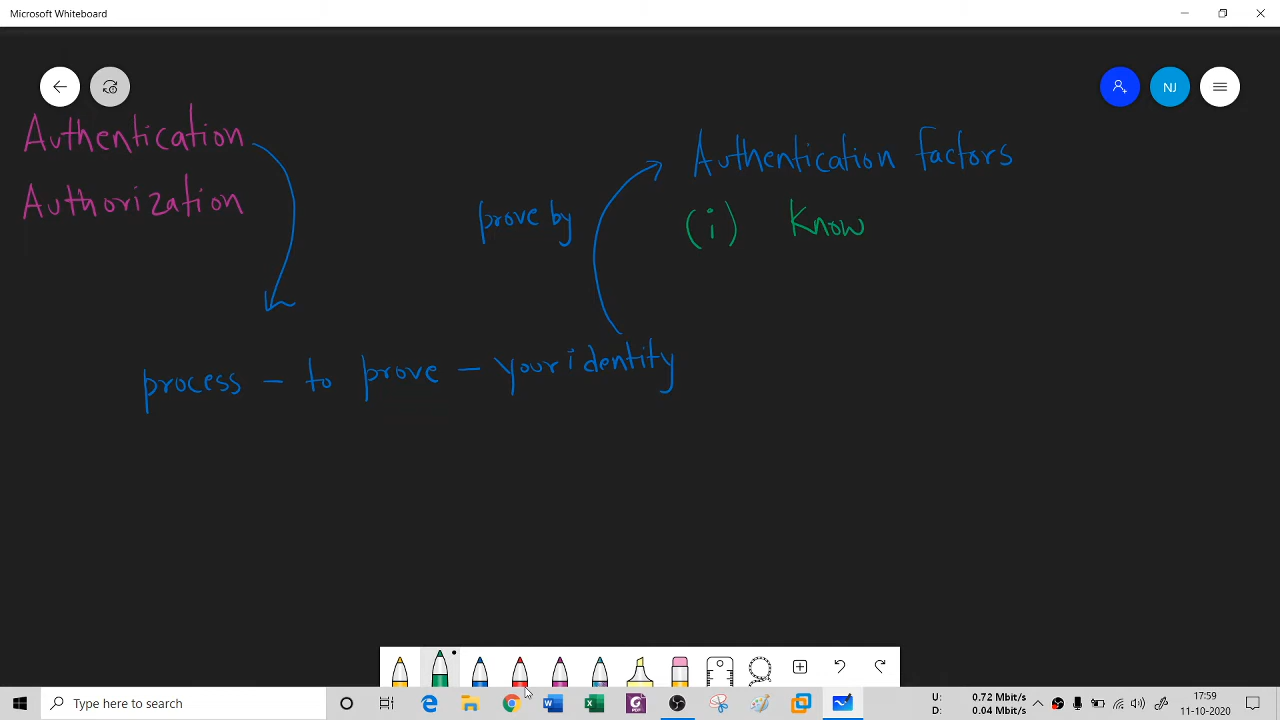 Microsoft Whiteboard
NJ
Authentication
Authorization
Authentication factors
prove by
(i) Know
process - to prove - your identity
Type here to search
U: 0.72 Mbit/s
D: 0.04 Mbit/s
17:59
11-10-2020